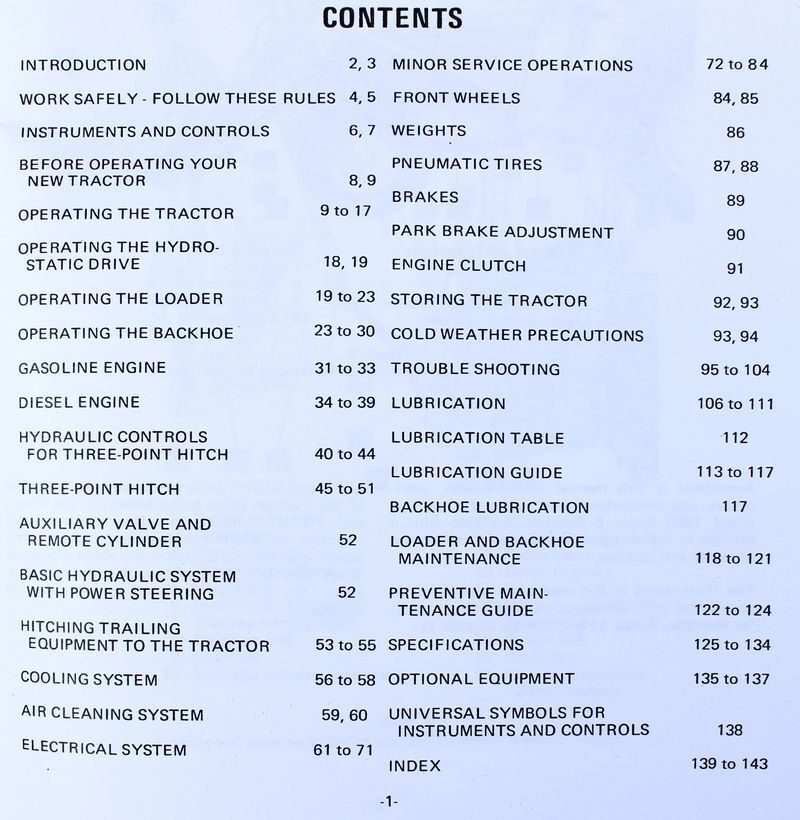 CONTENTS
INTRODUCTION 2, 3
WORK SAFELY - FOLLOW THESE RULES 4, 5
INSTRUMENTS AND CONTROLS 6, 7
BEFORE OPERATING YOUR
NEW TRACTOR 8, 9
OPERATING THE TRACTOR 9 to 17
OPERATING THE HYDRO-
STATIC DRIVE 18, 19
OPERATING THE LOADER 19 to 23
OPERATING THE BACKHOE 23 to 30
GASOLINE ENGINE 31 to 33
DIESEL ENGINE 34 to 39
HYDRAULIC CONTROLS
FOR THREE-POINT HITCH 40 to 44
THREE-POINT HITCH 45 to 51
AUXILIARY VALVE AND
REMOTE CYLINDER 52
BASIC HYDRAULIC SYSTEM
WITH POWER STEERING 52
HITCHING TRAILING
EQUIPMENT TO THE TRACTOR 53 to 55
COOLING SYSTEM 56 to 58
AIR CLEANING SYSTEM 59, 60
ELECTRICAL SYSTEM 61 to 71
MINOR SERVICE OPERATIONS 72 to 84
FRONT WHEELS 84, 85
WEIGHTS 86
PNEUMATIC TIRES 87, 88
BRAKES 89
PARK BRAKE ADJUSTMENT 90
ENGINE CLUTCH 91
STORING THE TRACTOR 92, 93
COLD WEATHER PRECAUTIONS 93, 94
TROUBLE SHOOTING 95 to 104
LUBRICATION 106 to 111
LUBRICATION TABLE 112
LUBRICATION GUIDE 113 to 117
BACKHOE LUBRICATION 117
LOADER AND BACKHOE
MAINTENANCE 118 to 121
PREVENTIVE MAIN-
TENANCE GUIDE 122 to 124
SPECIFICATIONS 125 to 134
OPTIONAL EQUIPMENT 135 to 137
UNIVERSAL SYMBOLS FOR
INSTRUMENTS AND CONTROLS 138
INDEX 139 to 143
-1-